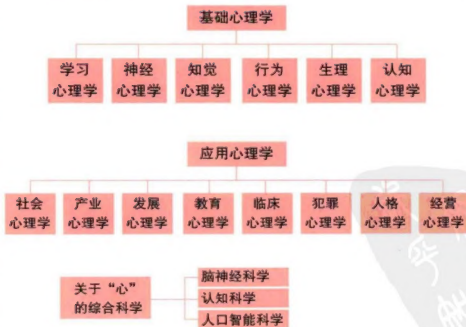 基础心理学
学习 神经 知觉 行为 生理 认知
心理学 心理学 心理学 心理学 心理学 心理学
应用心理学
社会 产业 发展 教育 临床 犯罪 人格 经营
心理学 心理学 心理学 心理学 心理学 心理学 心理学 心理学
关于“心”
的综合科学
脑神经科学
认知科学
人口智能科学